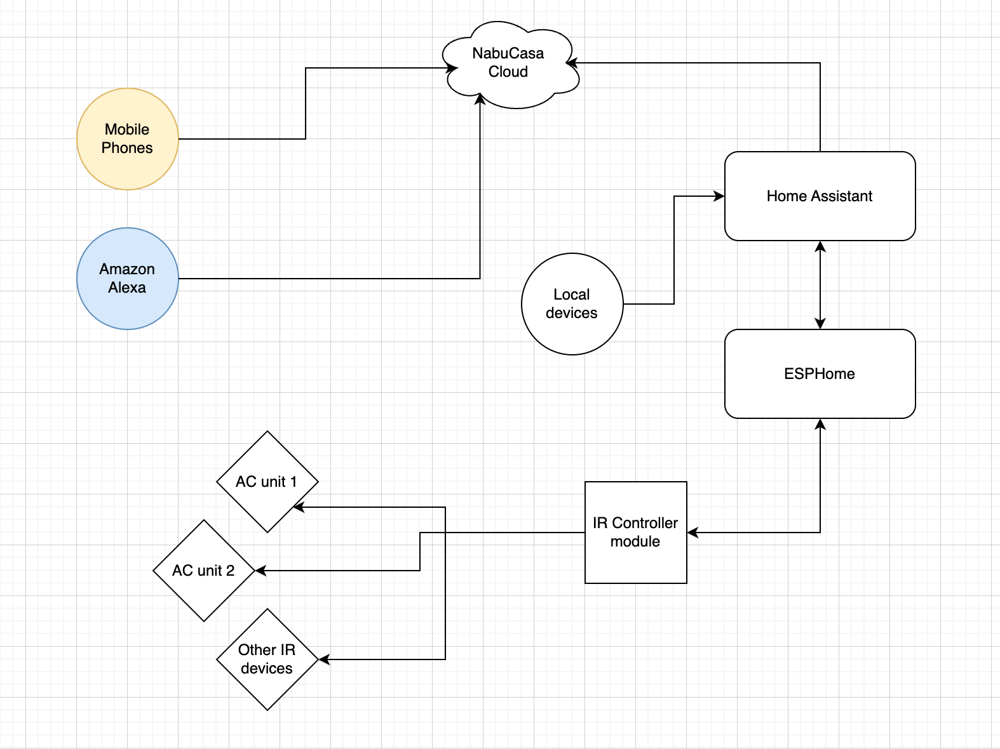 NabuCasa
Cloud
Mobile
Phones
Home Assistant
Amazon
Alexa
Local
devices
ESPHome
AC unit 1
IR Controller
module
AC unit 2
Other IR
devices